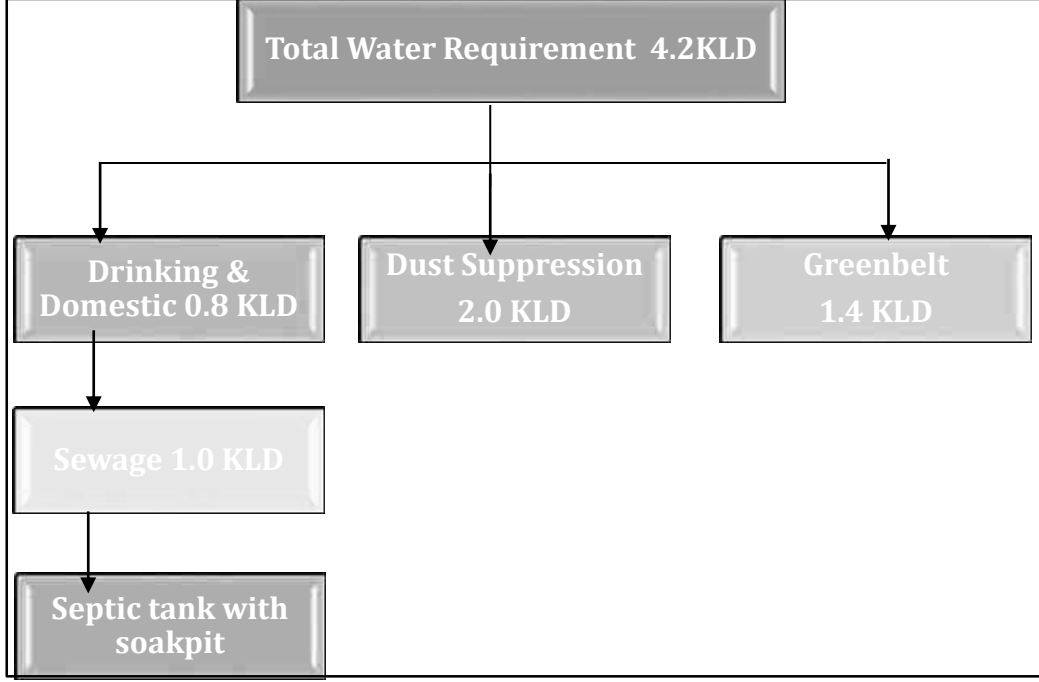 Total Water Requirement 4.2KLD
Drinking &
Domestic 0.8 KLD
Dust Suppression
2.0 KLD
Greenbelt
1.4 KLD
Sewage 1.0 KLD
Septic tank with
soakpit